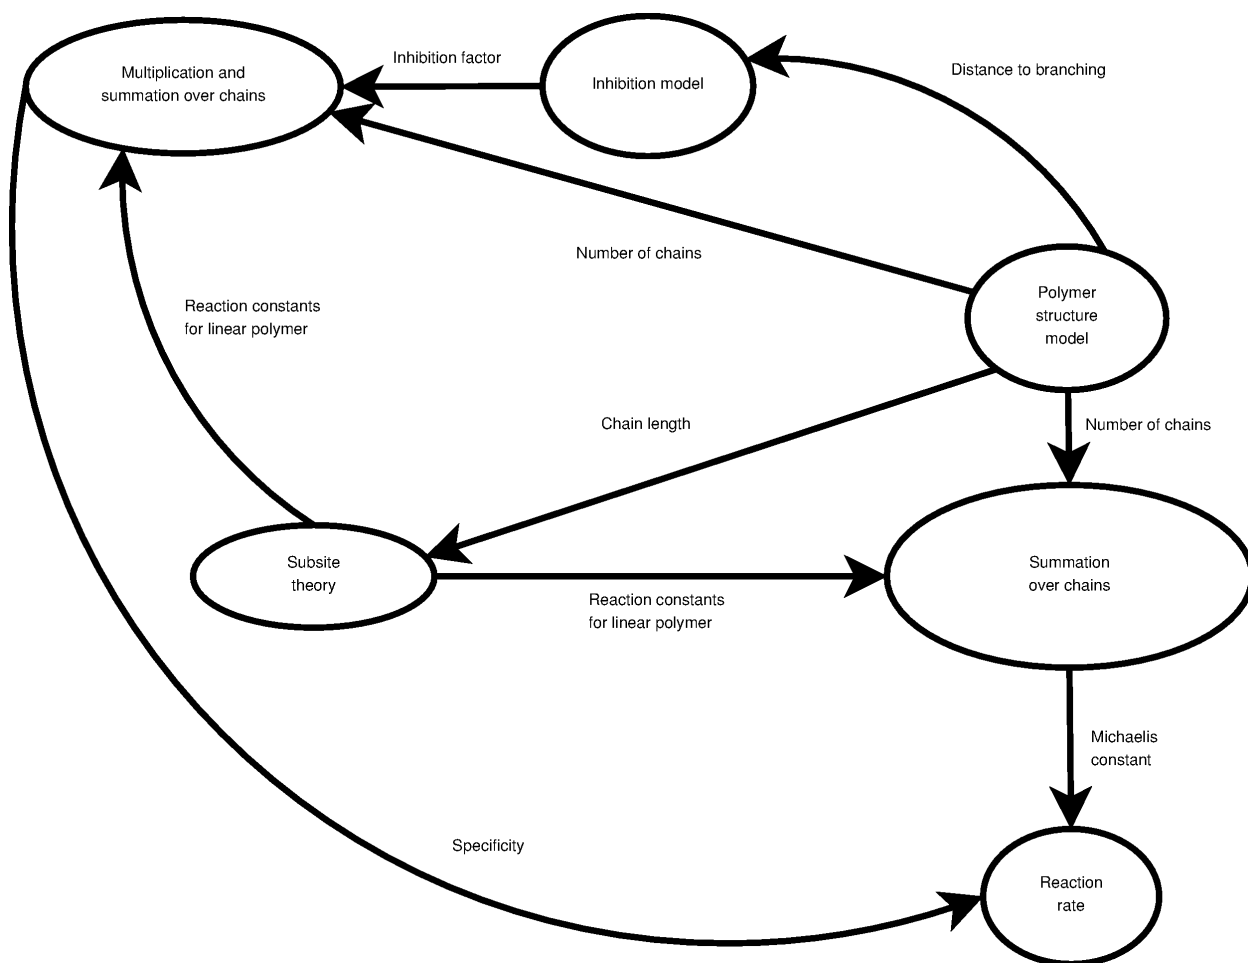 Multiplication and
summation over chains
Inhibition factor
Inhibition model
Distance to branching
Number of chains
Polymer
structure
model
Reaction constants
for linear polymer
Chain length
Number of chains
Subsite
theory
Reaction constants
for linear polymer
Summation
over chains
Michaelis
constant
Specificity
Reaction
rate